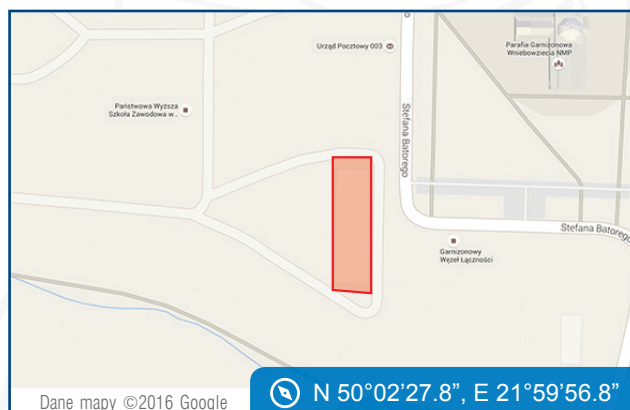 Urząd Pocztowy 003
Parafia Garnizonowa
Wniebowzięcia NMP
Państwowa Wyższa
Szkoła Zawodowa w..
Stefana Batorego
Stefana Batorego
Garnizonowy
Węzeł Łączności
Dane mapy ©2016 Google
N 50°02’27.8”, E 21°59’56.8”